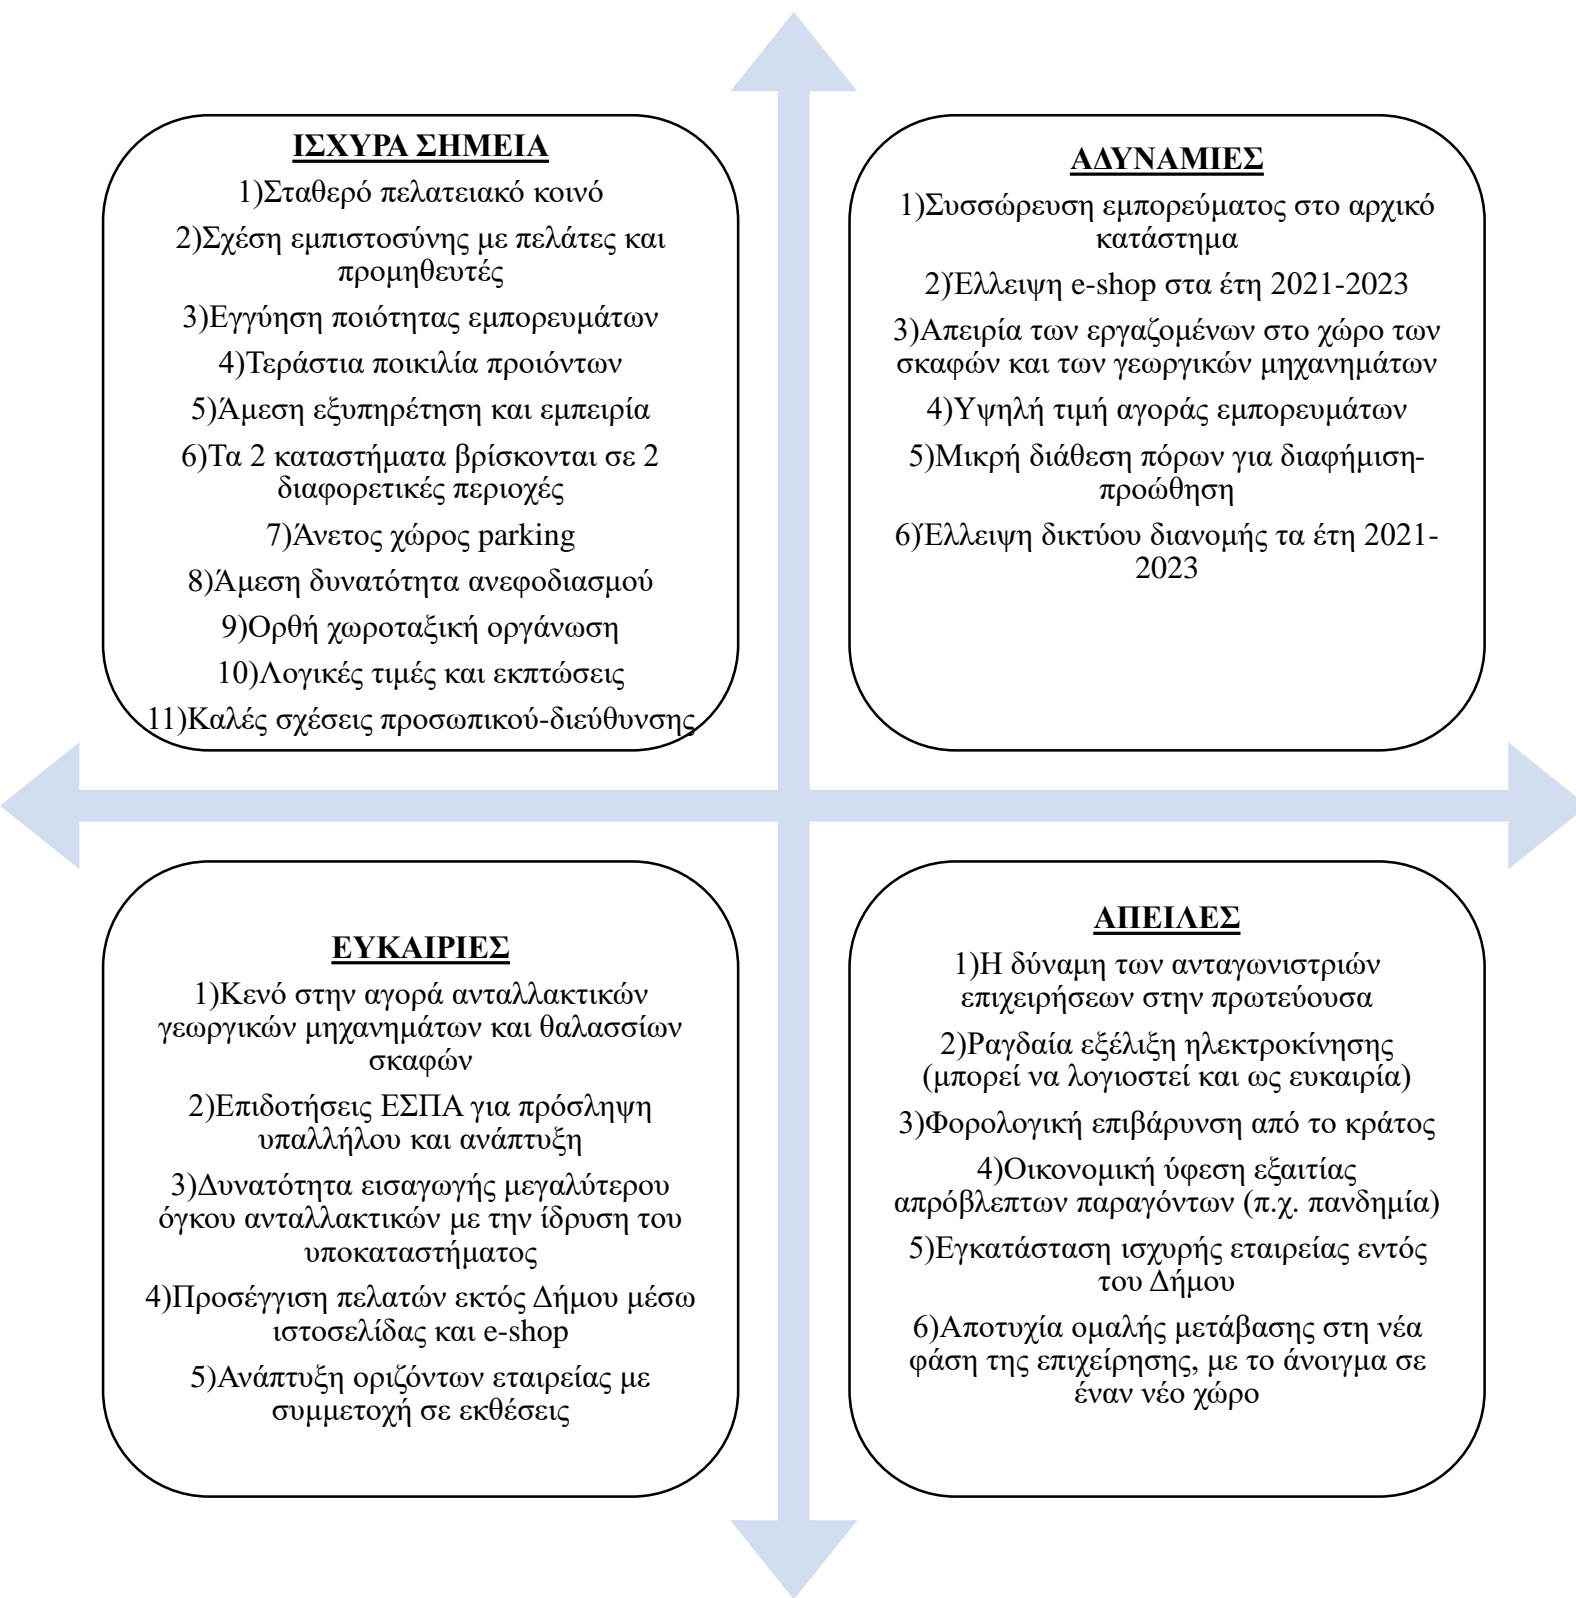 ΙΣΧΥΡΑ ΣΗΜΕΙΑ
1)Σταθερό πελατειακό κοινό
2)Σχέση εμπιστοσύνης με πελάτες και
προμηθευτές
3)Εγγύηση ποιότητας εμπορευμάτων
4)Τεράστια ποικιλία προιόντων
5)Άμεση εξυπηρέτηση και εμπειρία
6)Τα 2 καταστήματα βρίσκονται σε 2
διαφορετικές περιοχές
7)Άνετος χώρος parking
8)Άμεση δυνατότητα ανεφοδιασμού
9)Ορθή χωροταξική οργάνωση
10)Λογικές τιμές και εκπτώσεις
11)Καλές σχέσεις προσωπικού-διεύθυνσης
ΑΔΥΝΑΜΙΕΣ
1)Συσσώρευση εμπορεύματος στο αρχικό
κατάστημα
2)Έλλειψη e-shop στα έτη 2021-2023
3)Απειρία των εργαζομένων στο χώρο των
σκαφών και των γεωργικών μηχανημάτων
4)Υψηλή τιμή αγοράς εμπορευμάτων
5)Μικρή διάθεση πόρων για διαφήμιση-
προώθηση
6)Έλλειψη δικτύου διανομής τα έτη 2021-
2023
ΕΥΚΑΙΡΙΕΣ
1)Κενό στην αγορά ανταλλακτικών
γεωργικών μηχανημάτων και θαλασσίων
σκαφών
2)Επιδοτήσεις ΕΣΠΑ για πρόσληψη
υπαλλήλου και ανάπτυξη
3)Δυνατότητα εισαγωγής μεγαλύτερου
όγκου ανταλλακτικών με την ίδρυση του
υποκαταστήματος
4)Προσέγγιση πελατών εκτός Δήμου μέσω
ιστοσελίδας και e-shop
5)Ανάπτυξη οριζόντων εταιρείας με
συμμετοχή σε εκθέσεις
ΑΠΕΙΛΕΣ
1)Η δύναμη των ανταγωνιστριών
επιχειρήσεων στην πρωτεύουσα
2)Ραγδαία εξέλιξη ηλεκτροκίνησης
(μπορεί να λογιοστεί και ως ευκαιρία)
3)Φορολογική επιβάρυνση από το κράτος
4)Οικονομική ύφεση εξαιτίας
απρόβλεπτων παραγόντων (π.χ. πανδημία)
5)Εγκατάσταση ισχυρής εταιρείας εντός
του Δήμου
6)Αποτυχία ομαλής μετάβασης στη νέα
φάση της επιχείρησης, με το άνοιγμα σε
έναν νέο χώρο